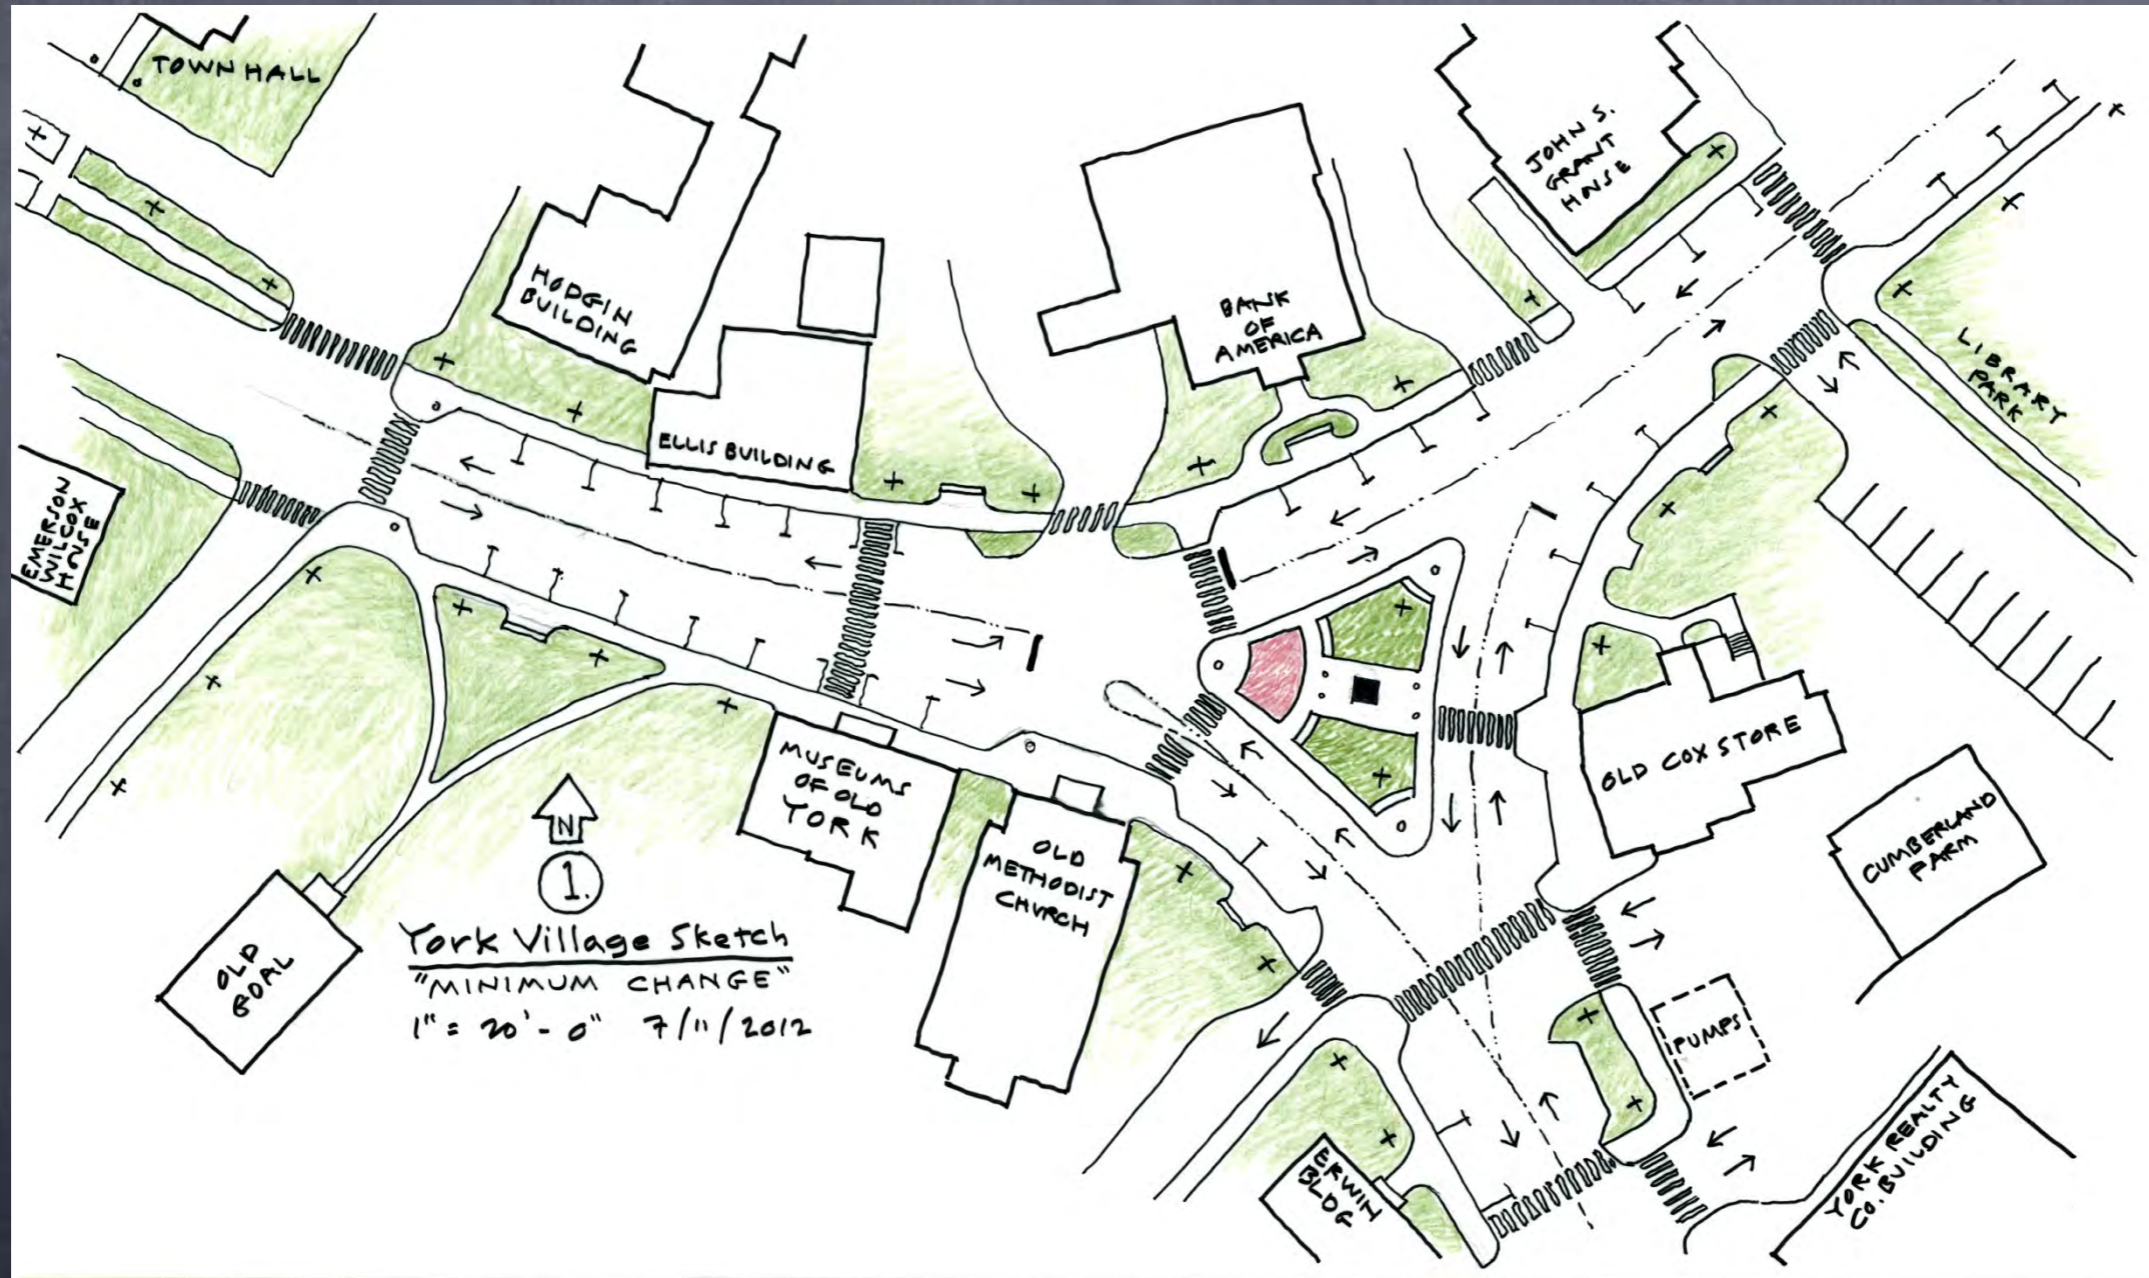 TOWN HALL
HODGIN
BUILDING
ELLIS BUILDING
BANK
OF
AMERICA
JOHN S.
GRANT
HNSE
LIBRARY
PARK
EMERSON
WILCOX
HNSE
MUSEUMS
OF OLD
YORK
OLD
METHODIST
CHURCH
OLD COX STORE
CUMBERLAND
FARM
OLD
GOAL
N
1.
York Village Sketch
"MINIMUM CHANGE"
1" = 20'-0" 7/11/2012
PUMPS
ERWIN
BLDG
YORK REALTY
CO. BUILDING